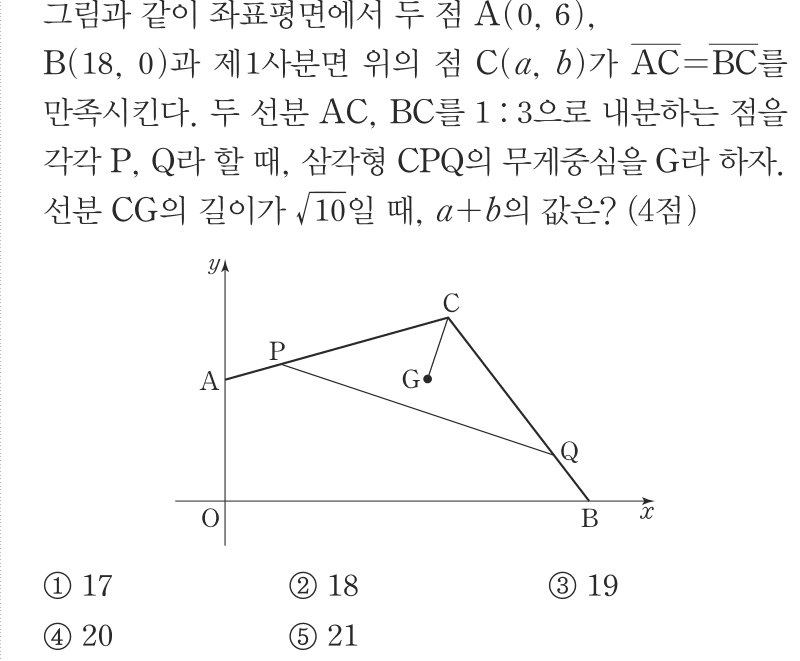 그림과 같이 좌표평면에서 두 점 A(0, 6),
B(18, 0)과 제1사분면 위의 점 C(a, b)가 \overline{AC}=\overline{BC}를
만족시킨다. 두 선분 AC, BC를 1 : 3으로 내분하는 점을
각각 P, Q라 할 때, 삼각형 CPQ의 무게중심을 G라 하자.
선분 CG의 길이가 √10일 때, a+b의 값은? (4점)
y
C
P
A
G
Q
O
B
x
① 17 ② 18 ③ 19
④ 20 ⑤ 21